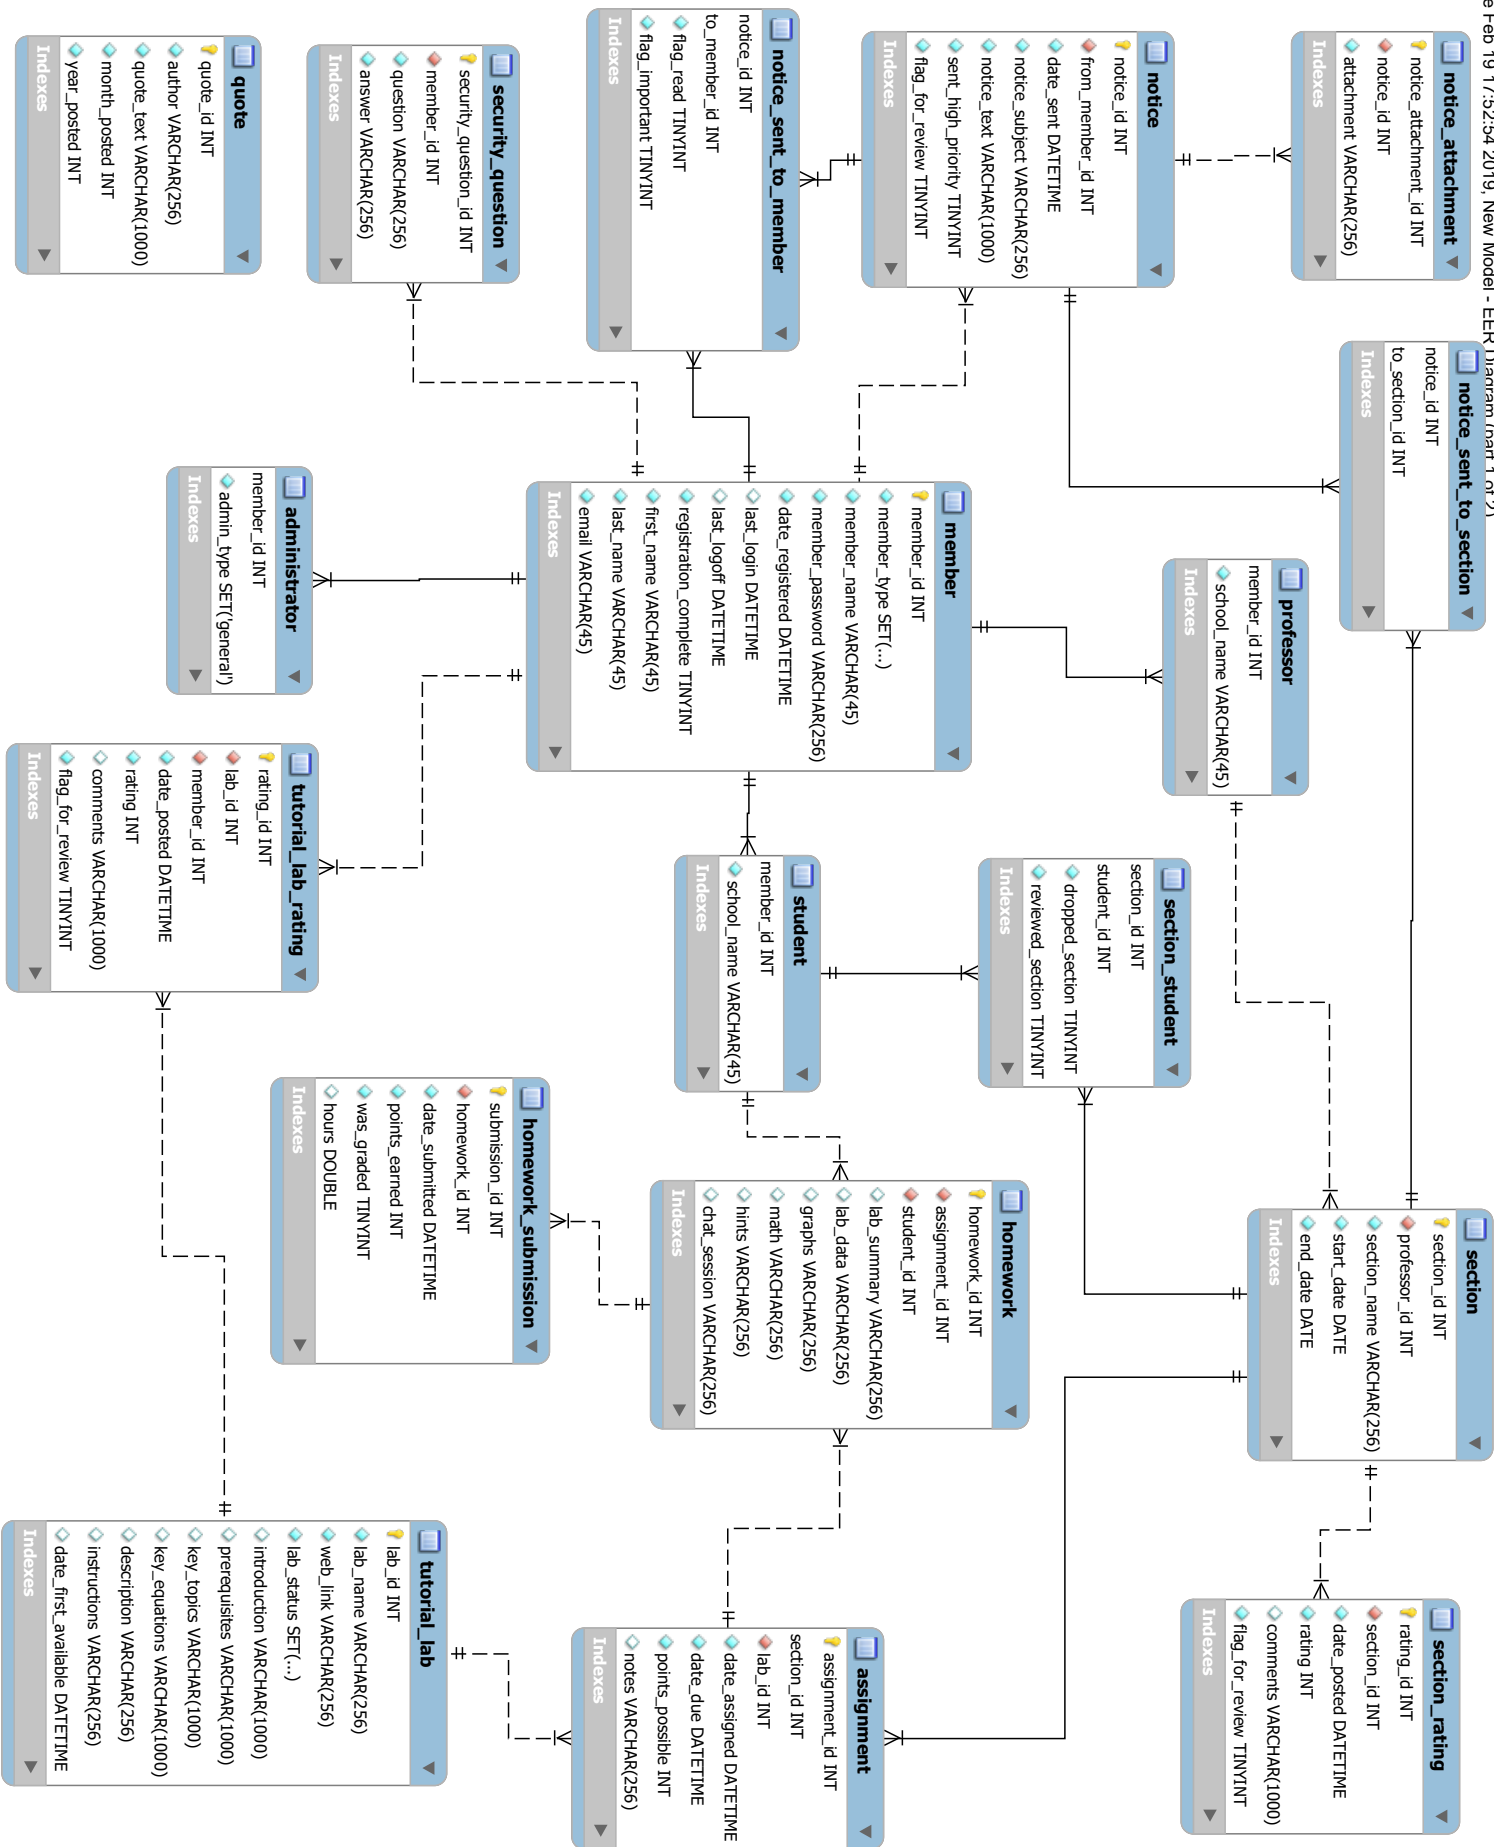 e Feb 19 17:52:54 2019, New Model - EER Diagram (part 1 of 2)
notice_attachment
notice_attachment_id INT
notice_id INT
attachment VARCHAR(256)
Indexes
notice_sent_to_section
notice_id INT
to_section_id INT
Indexes
section
section_id INT
professor_id INT
section_name VARCHAR(256)
start_date DATE
end_date DATE
Indexes
section_rating
rating_id INT
section_id INT
date_posted DATETIME
rating INT
comments VARCHAR(1000)
flag_for_review TINYINT
Indexes
professor
member_id INT
school_name VARCHAR(45)
Indexes
notice
notice_id INT
from_member_id INT
date_sent DATETIME
notice_subject VARCHAR(256)
notice_text VARCHAR(1000)
sent_high_priority TINYINT
flag_for_review TINYINT
Indexes
section_student
section_id INT
student_id INT
dropped_section TINYINT
reviewed_section TINYINT
Indexes
member
member_id INT
member_type SET(...)
member_name VARCHAR(45)
member_password VARCHAR(256)
date_registered DATETIME
last_login DATETIME
last_logoff DATETIME
registration_complete TINYINT
first_name VARCHAR(45)
last_name VARCHAR(45)
email VARCHAR(45)
Indexes
student
member_id INT
school_name VARCHAR(45)
Indexes
homework
homework_id INT
assignment_id INT
student_id INT
lab_summary VARCHAR(256)
lab_data VARCHAR(256)
graphs VARCHAR(256)
math VARCHAR(256)
hints VARCHAR(256)
chat_session VARCHAR(256)
Indexes
assignment
assignment_id INT
section_id INT
lab_id INT
date_assigned DATETIME
date_due DATETIME
points_possible INT
notes VARCHAR(256)
Indexes
notice_sent_to_member
notice_id INT
to_member_id INT
flag_read TINYINT
flag_important TINYINT
Indexes
security_question
security_question_id INT
member_id INT
question VARCHAR(256)
answer VARCHAR(256)
Indexes
administrator
member_id INT
admin_type SET('general')
Indexes
tutorial_lab_rating
rating_id INT
lab_id INT
member_id INT
date_posted DATETIME
rating INT
comments VARCHAR(1000)
flag_for_review TINYINT
Indexes
homework_submission
submission_id INT
homework_id INT
date_submitted DATETIME
points_earned INT
was_graded TINYINT
hours DOUBLE
Indexes
tutorial_lab
lab_id INT
lab_name VARCHAR(256)
web_link VARCHAR(256)
lab_status SET(...)
introduction VARCHAR(1000)
prerequisites VARCHAR(1000)
key_topics VARCHAR(1000)
key_equations VARCHAR(1000)
description VARCHAR(256)
instructions VARCHAR(256)
date_first_available DATETIME
Indexes
quote
quote_id INT
author VARCHAR(256)
quote_text VARCHAR(1000)
month_posted INT
year_posted INT
Indexes